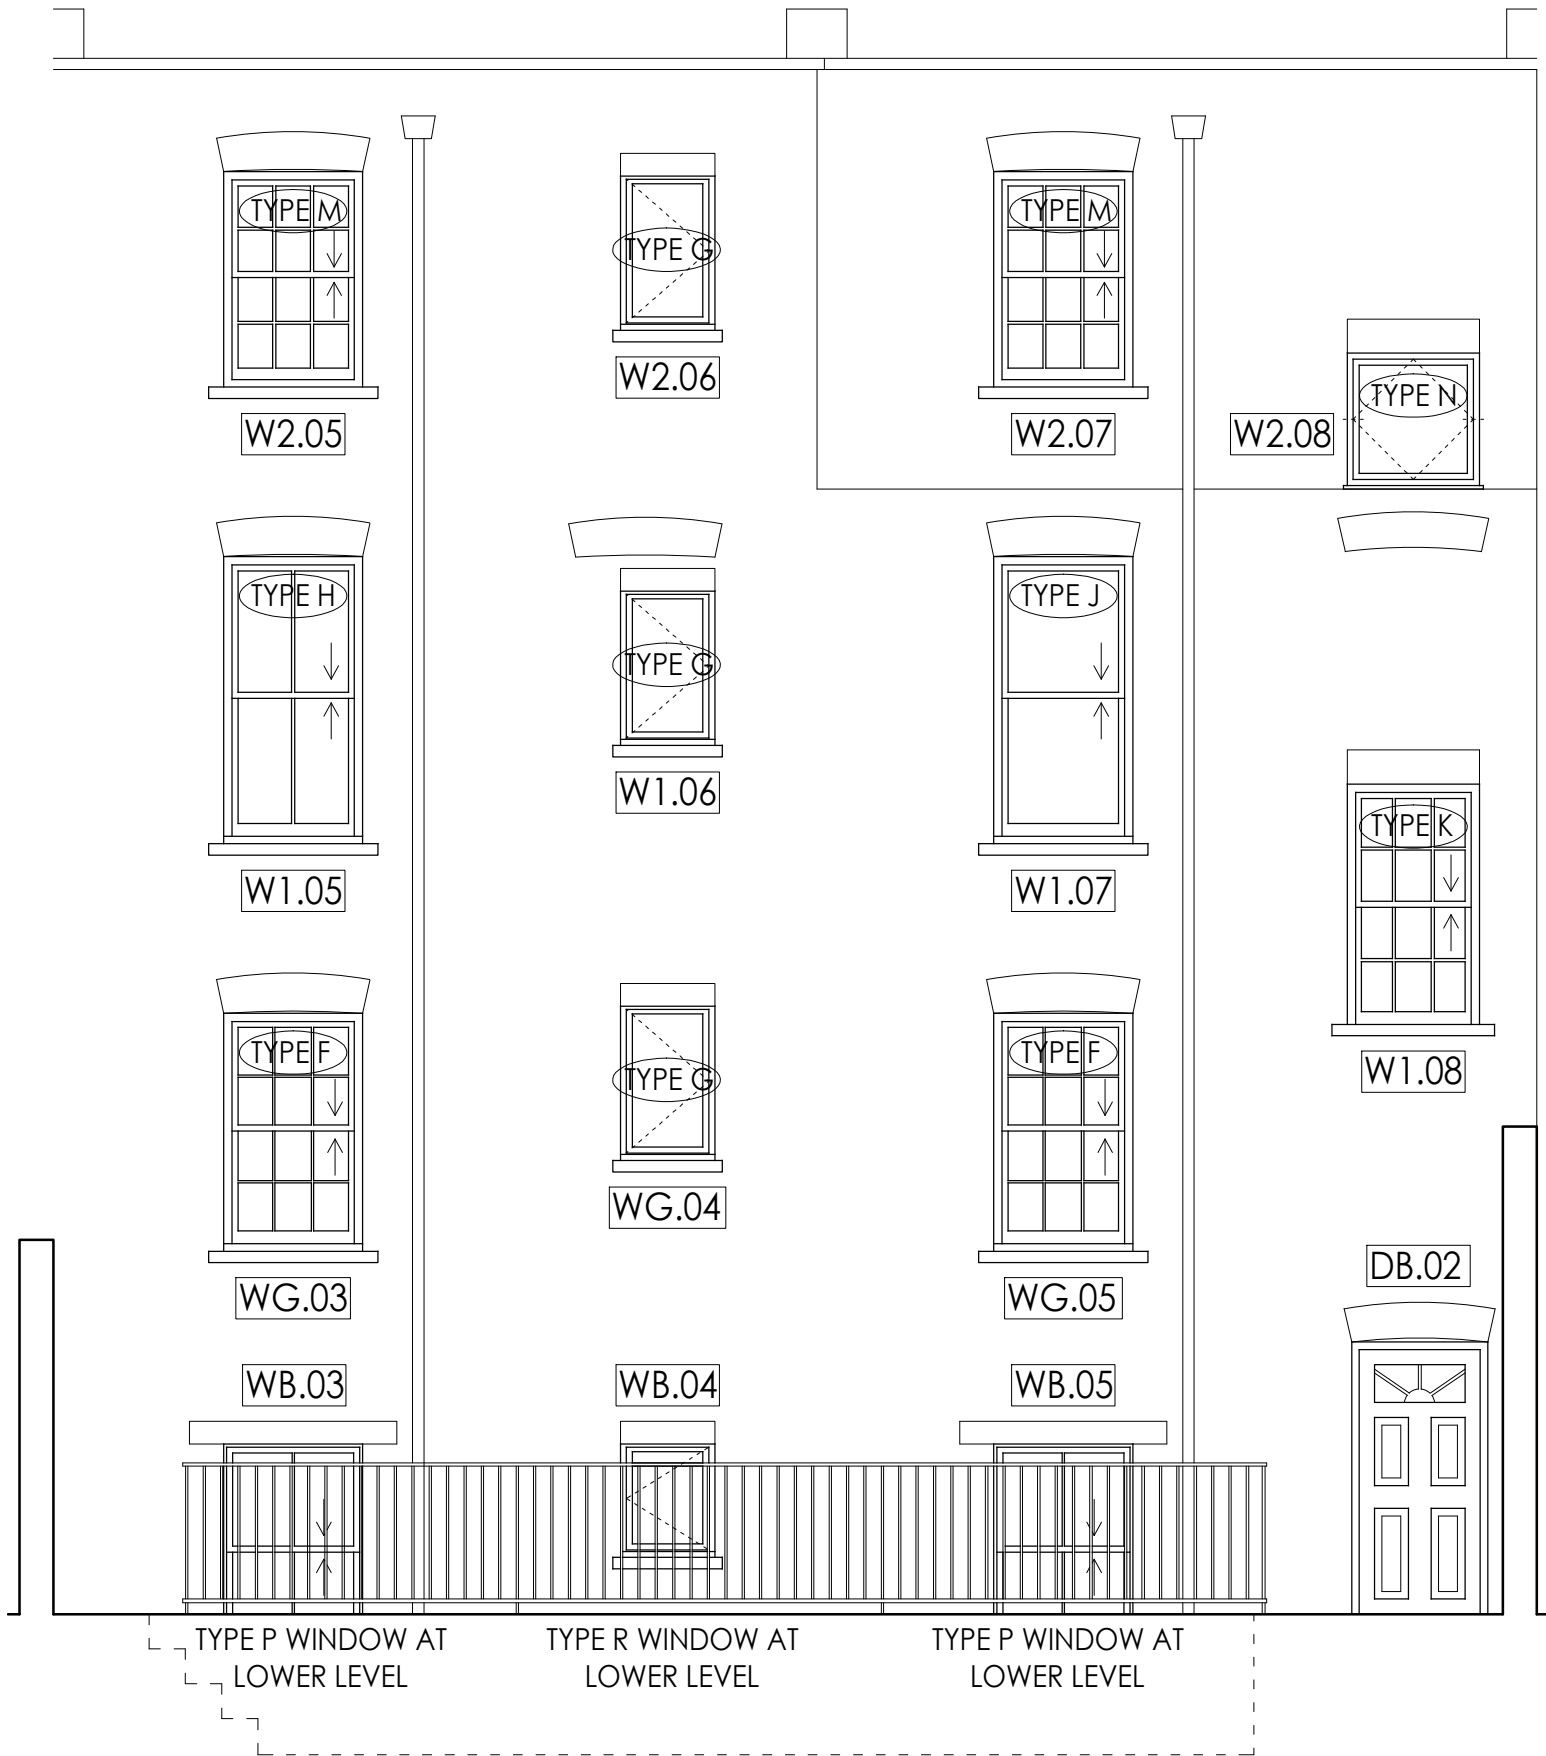 TYPE M
TYPE G
TYPE M
W2.06
TYPE N
W2.05
W2.07
W2.08
TYPE H
TYPE J
TYPE G
W1.06
TYPE K
W1.05
W1.07
TYPE F
TYPE G
TYPE F
W1.08
WG.04
DB.02
WG.03
WG.05
WB.03
WB.04
WB.05
TYPE P WINDOW AT
LOWER LEVEL
TYPE R WINDOW AT
LOWER LEVEL
TYPE P WINDOW AT
LOWER LEVEL